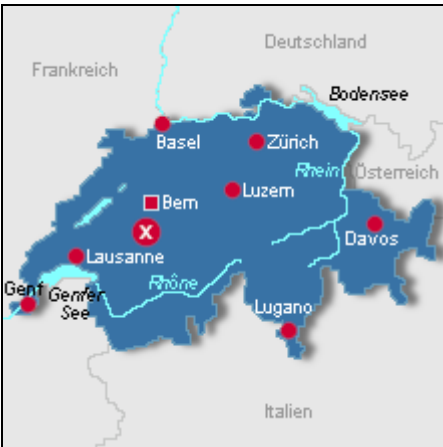 Deutschland
Frankreich
Bodensee
Basel
Zürich
Rhein
Österreich
Luzern
Bern
X
Davos
Lausanne
Rhône
Genf
Genfer
See
Lugano
Italien